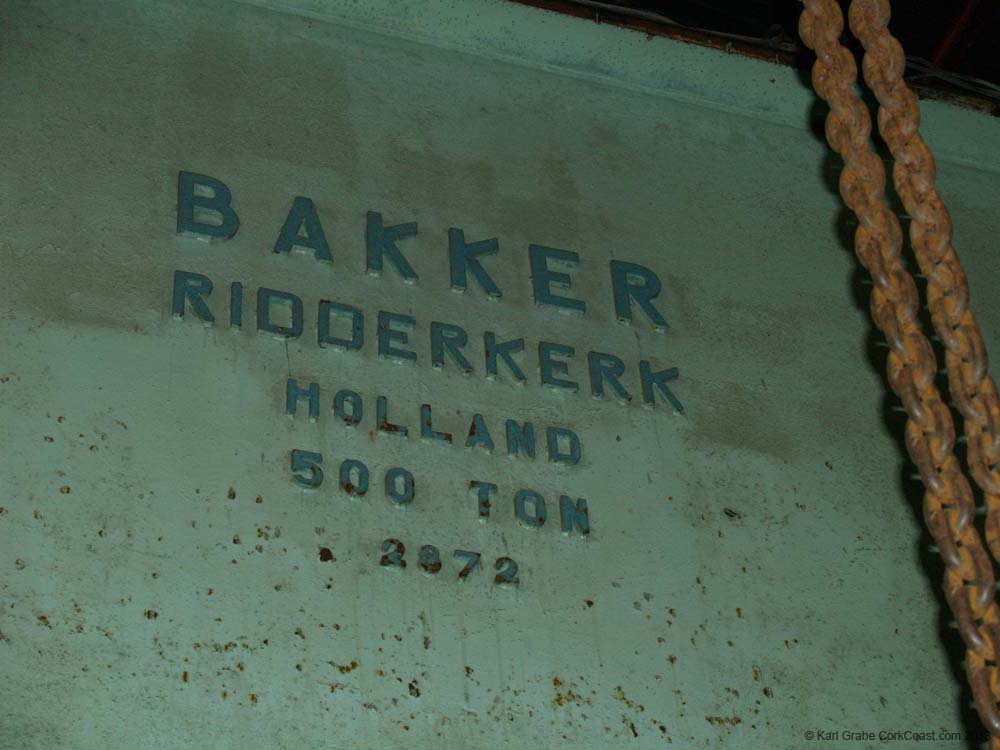 BAKKER
RIDDERKERK
HOLLAND
500 TON
2872
© Karl Grabe CorkCoast.com